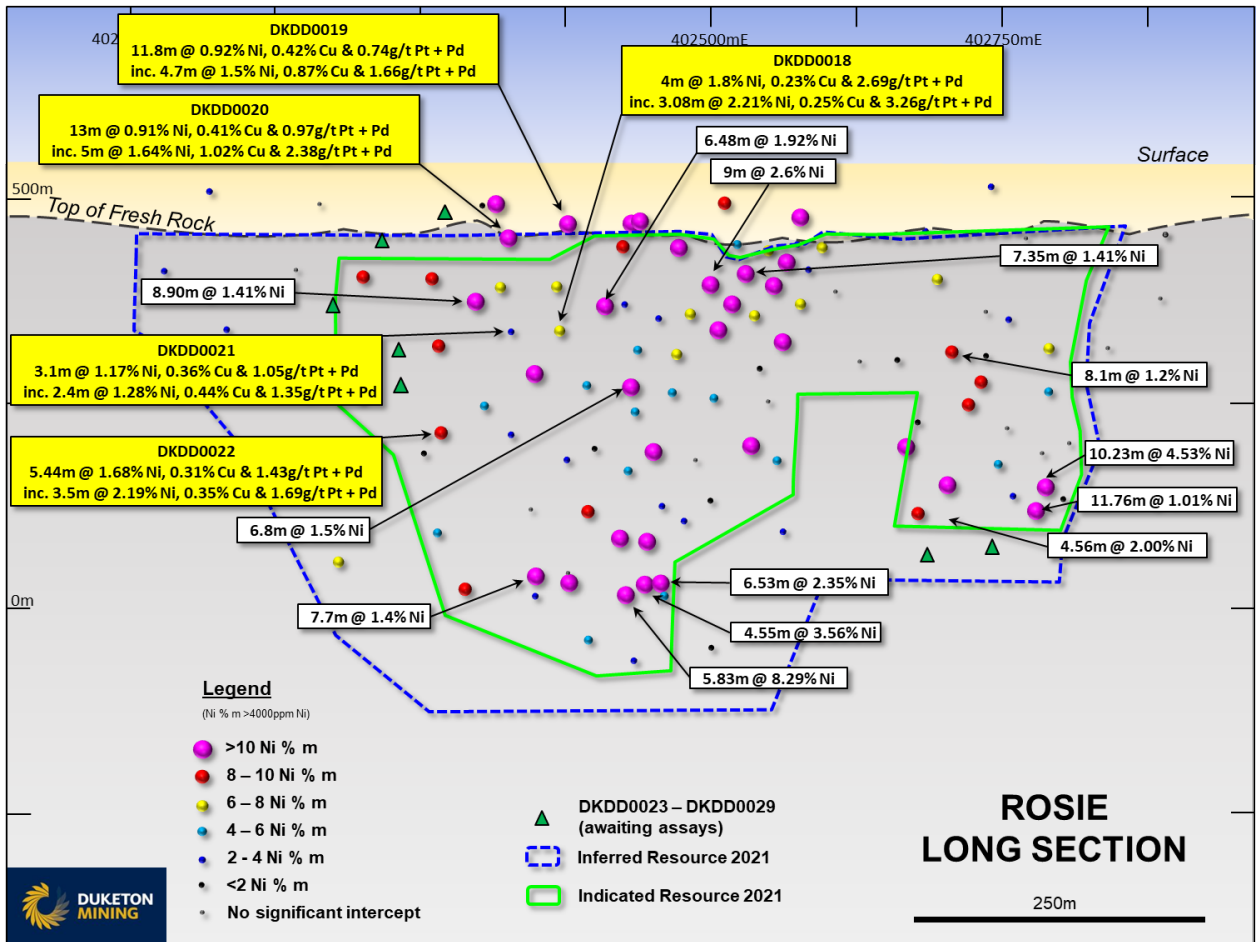 402
402500mE
402750mE
DKDD0019
11.8m @ 0.92% Ni, 0.42% Cu & 0.74g/t Pt + Pd
inc. 4.7m @ 1.5% Ni, 0.87% Cu & 1.66g/t Pt + Pd
DKDD0018
4m @ 1.8% Ni, 0.23% Cu & 2.69g/t Pt + Pd
inc. 3.08m @ 2.21% Ni, 0.25% Cu & 3.26g/t Pt + Pd
DKDD0020
13m @ 0.91% Ni, 0.41% Cu & 0.97g/t Pt + Pd
inc. 5m @ 1.64% Ni, 1.02% Cu & 2.38g/t Pt + Pd
6.48m @ 1.92% Ni
9m @ 2.6% Ni
Surface
500m
Top of Fresh Rock
7.35m @ 1.41% Ni
8.90m @ 1.41% Ni
DKDD0021
3.1m @ 1.17% Ni, 0.36% Cu & 1.05g/t Pt + Pd
inc. 2.4m @ 1.28% Ni, 0.44% Cu & 1.35g/t Pt + Pd
8.1m @ 1.2% Ni
DKDD0022
5.44m @ 1.68% Ni, 0.31% Cu & 1.43g/t Pt + Pd
inc. 3.5m @ 2.19% Ni, 0.35% Cu & 1.69g/t Pt + Pd
10.23m @ 4.53% Ni
11.76m @ 1.01% Ni
6.8m @ 1.5% Ni
4.56m @ 2.00% Ni
6.53m @ 2.35% Ni
0m
7.7m @ 1.4% Ni
4.55m @ 3.56% Ni
5.83m @ 8.29% Ni
Legend
(Ni % m >4000ppm Ni)
>10 Ni % m
8 – 10 Ni % m
6 – 8 Ni % m
4 – 6 Ni % m
2 - 4 Ni % m
<2 Ni % m
No significant intercept
DKDD0023 – DKDD0029
(awaiting assays)
Inferred Resource 2021
Indicated Resource 2021
ROSIE
LONG SECTION
250m
DUKETON
MINING